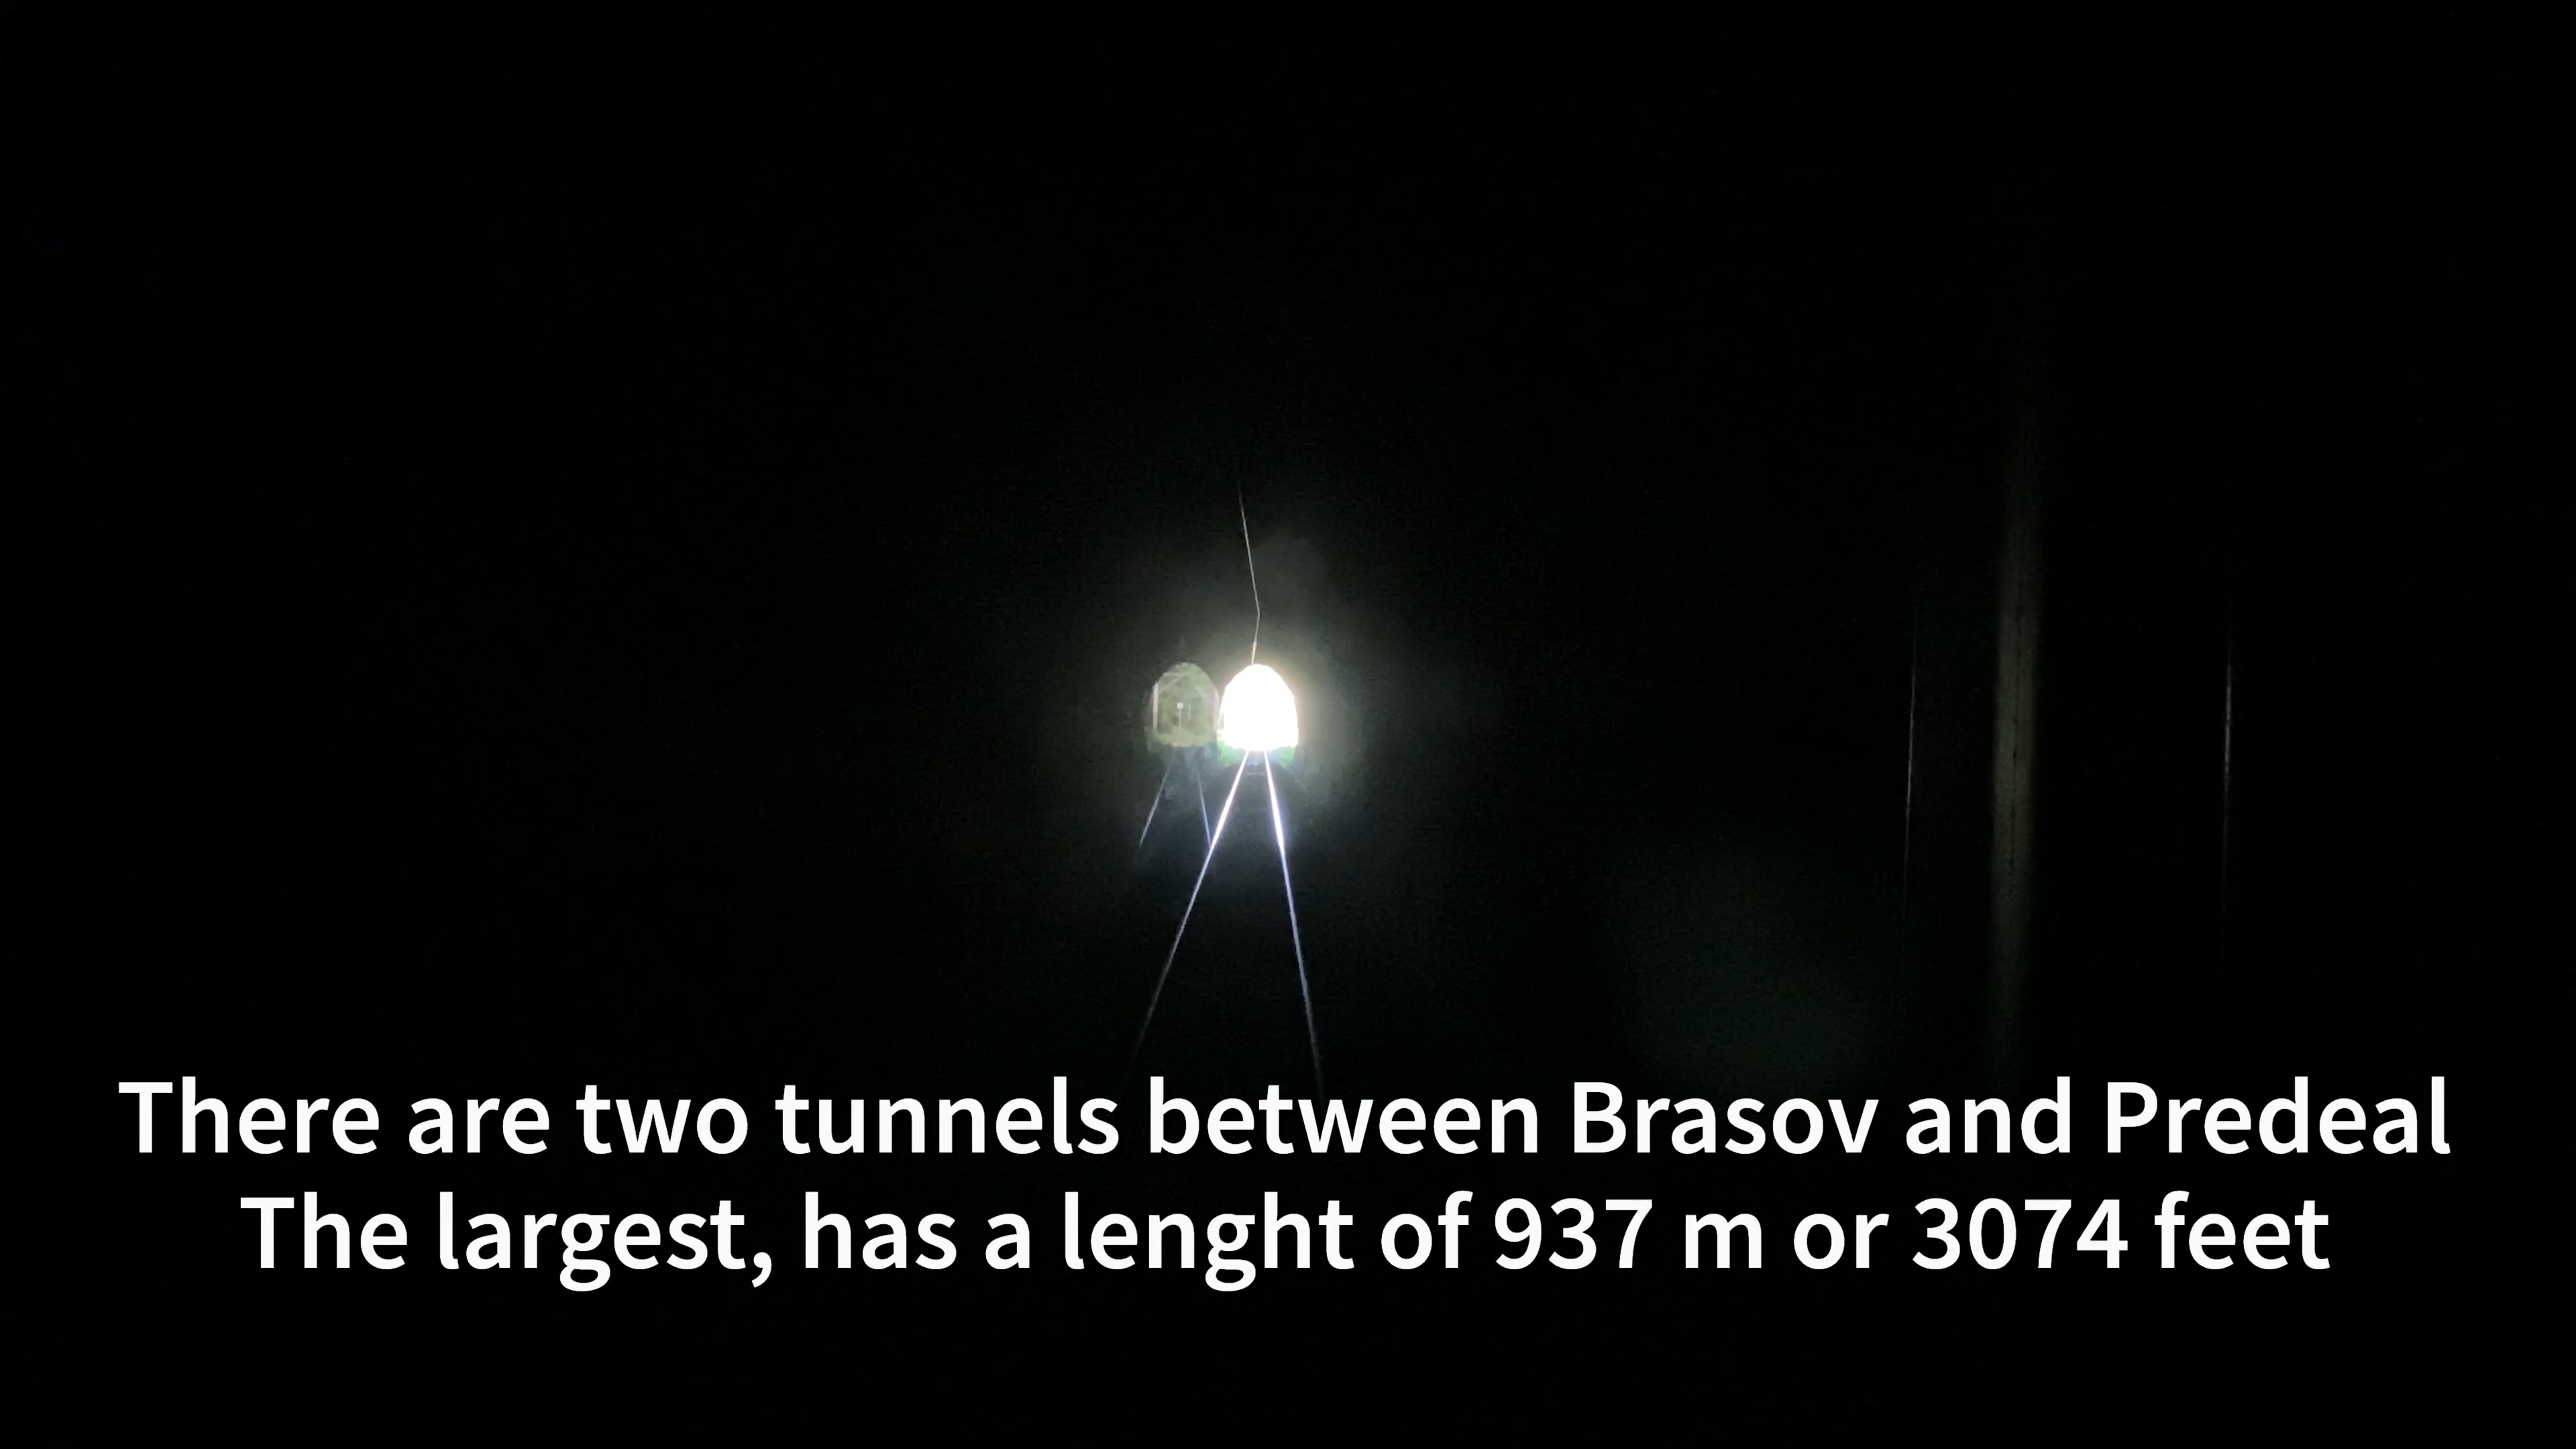 There are two tunnels between Brasov and Predeal
The largest, has a lenght of 937 m or 3074 feet